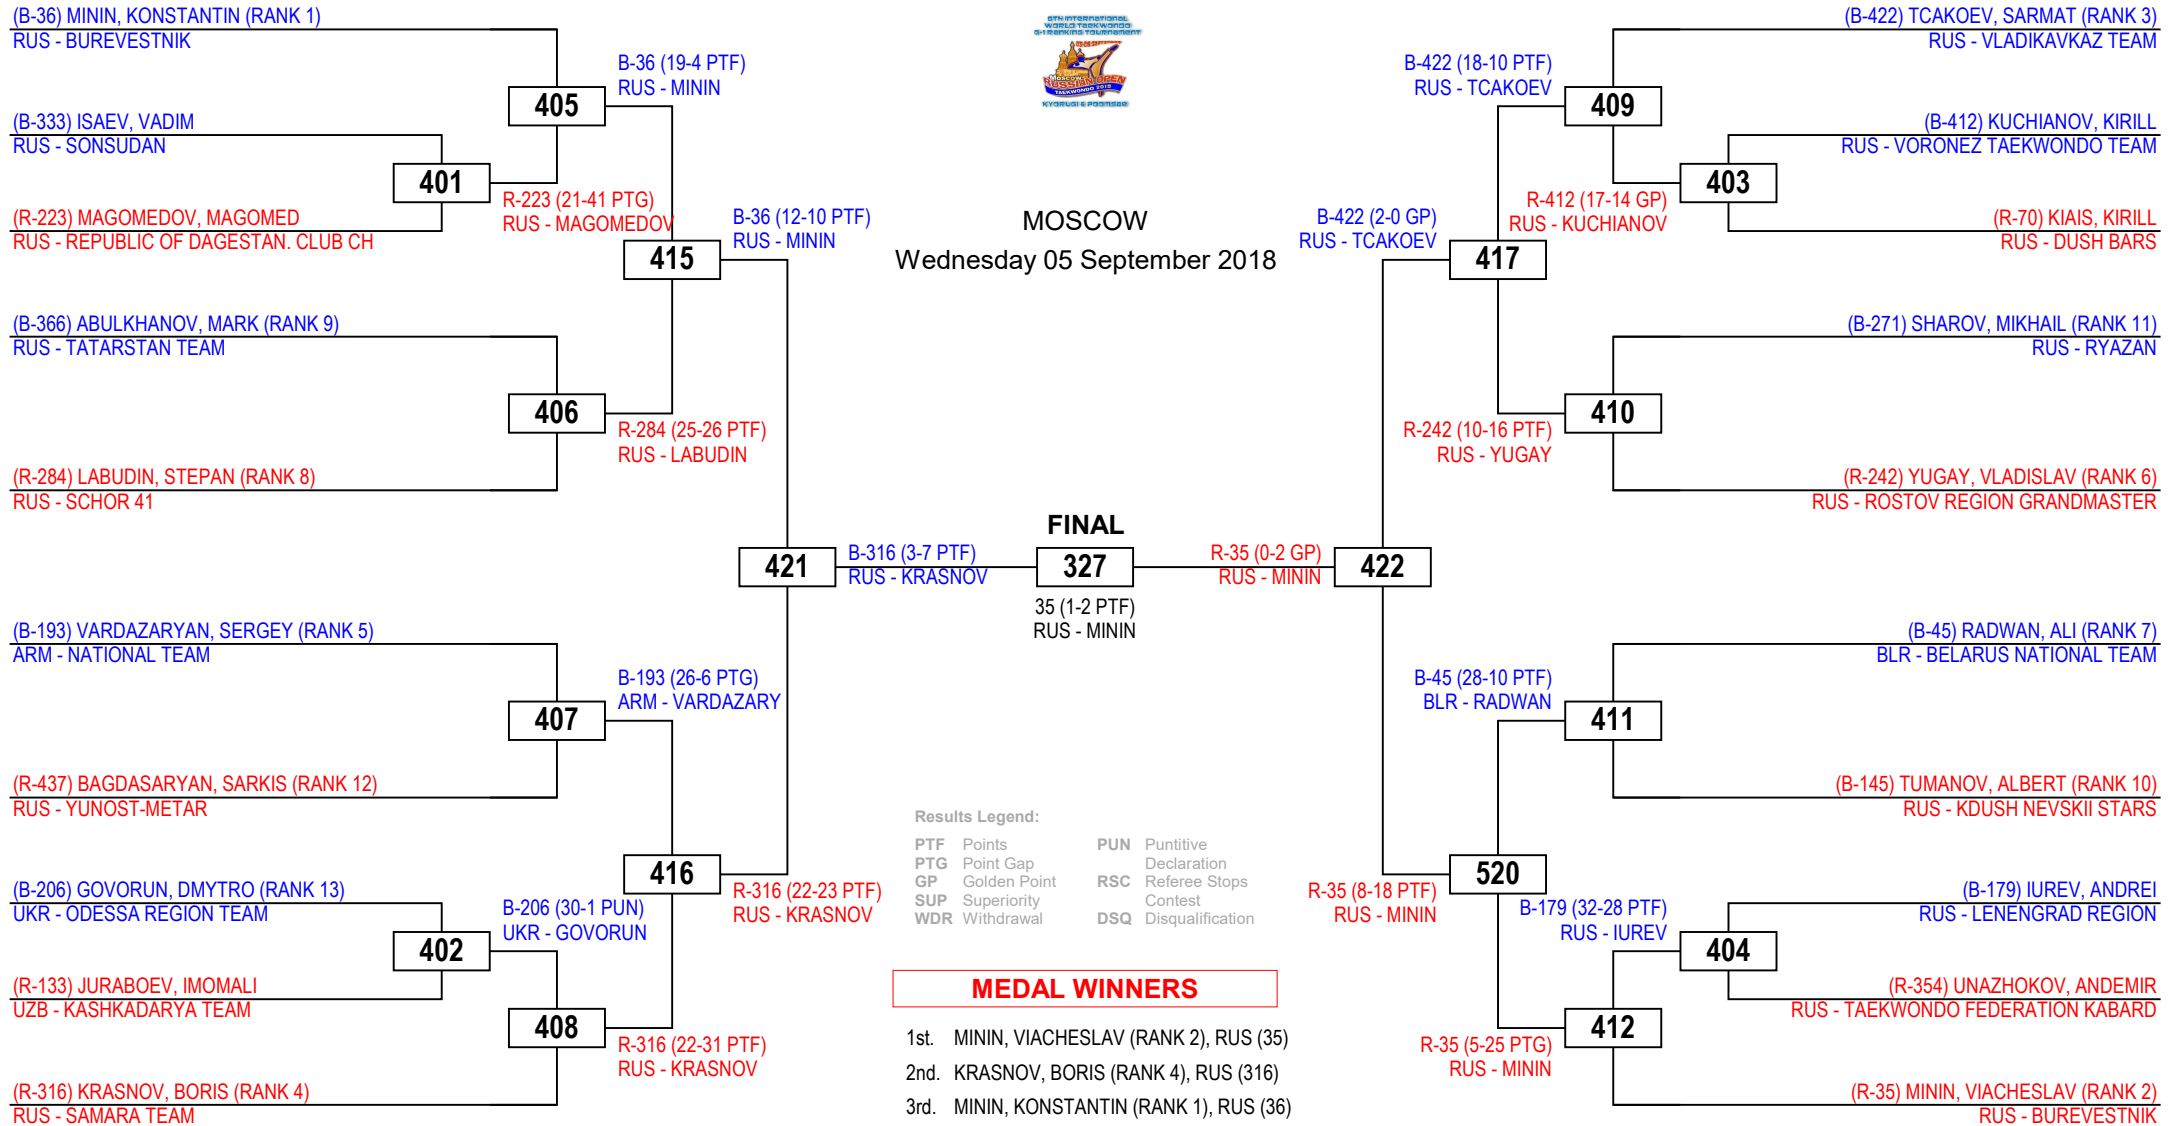 (B-36) MININ, KONSTANTIN (RANK 1)
RUS - BUREVESTNIK
(B-333) ISAEV, VADIM
RUS - SONSUDAN
(R-223) MAGOMEDOV, MAGOMED
RUS - REPUBLIC OF DAGESTAN. CLUB CH
(B-366) ABULKHANOV, MARK (RANK 9)
RUS - TATARSTAN TEAM
(R-284) LABUDIN, STEPAN (RANK 8)
RUS - SCHOR 41
(B-193) VARDAZARYAN, SERGEY (RANK 5)
ARM - NATIONAL TEAM
(R-437) BAGDASARYAN, SARKIS (RANK 12)
RUS - YUNOST-METAR
(B-206) GOVORUN, DMYTRO (RANK 13)
UKR - ODESSA REGION TEAM
(R-133) JURABOEV, IMOMALI
UZB - KASHKADARYA TEAM
(R-316) KRASNOV, BORIS (RANK 4)
RUS - SAMARA TEAM
401
R-223 (21-41 PTG)
RUS - MAGOMEDOV
402
B-206 (30-1 PUN)
UKR - GOVORUN
405
B-36 (19-4 PTF)
RUS - MININ
406
R-284 (25-26 PTF)
RUS - LABUDIN
407
B-193 (26-6 PTG)
ARM - VARDAZARY
408
R-316 (22-31 PTF)
RUS - KRASNOV
415
B-36 (12-10 PTF)
RUS - MININ
416
R-316 (22-23 PTF)
RUS - KRASNOV
421
B-316 (3-7 PTF)
RUS - KRASNOV
6TH INTERNATIONAL
WORLD TAEKWONDO
G-1 RANKING TOURNAMENT
MOSCOW
RUSSIAN OPEN
TAEKWONDO 2018
KYORUGI & POOMSAE
MOSCOW
Wednesday 05 September 2018
FINAL
327
35 (1-2 PTF)
RUS - MININ
Results Legend:
PTF Points
PTG Point Gap
GP Golden Point
SUP Superiority
WDR Withdrawal
PUN Puntitive
Declaration
RSC Referee Stops
Contest
DSQ Disqualification
MEDAL WINNERS
1st. MININ, VIACHESLAV (RANK 2), RUS (35)
2nd. KRASNOV, BORIS (RANK 4), RUS (316)
3rd. MININ, KONSTANTIN (RANK 1), RUS (36)
R-35 (0-2 GP)
RUS - MININ
422
B-422 (2-0 GP)
RUS - TCAKOEV
417
R-35 (8-18 PTF)
RUS - MININ
520
B-422 (18-10 PTF)
RUS - TCAKOEV
409
R-242 (10-16 PTF)
RUS - YUGAY
410
B-45 (28-10 PTF)
BLR - RADWAN
411
R-35 (5-25 PTG)
RUS - MININ
412
R-412 (17-14 GP)
RUS - KUCHIANOV
403
B-179 (32-28 PTF)
RUS - IUREV
404
(B-422) TCAKOEV, SARMAT (RANK 3)
RUS - VLADIKAVKAZ TEAM
(B-412) KUCHIANOV, KIRILL
RUS - VORONEZ TAEKWONDO TEAM
(R-70) KIAIS, KIRILL
RUS - DUSH BARS
(B-271) SHAROV, MIKHAIL (RANK 11)
RUS - RYAZAN
(R-242) YUGAY, VLADISLAV (RANK 6)
RUS - ROSTOV REGION GRANDMASTER
(B-45) RADWAN, ALI (RANK 7)
BLR - BELARUS NATIONAL TEAM
(B-145) TUMANOV, ALBERT (RANK 10)
RUS - KDUSH NEVSKII STARS
(B-179) IUREV, ANDREI
RUS - LENENGRAD REGION
(R-354) UNAZHOKOV, ANDEMIR
RUS - TAEKWONDO FEDERATION KABARD
(R-35) MININ, VIACHESLAV (RANK 2)
RUS - BUREVESTNIK